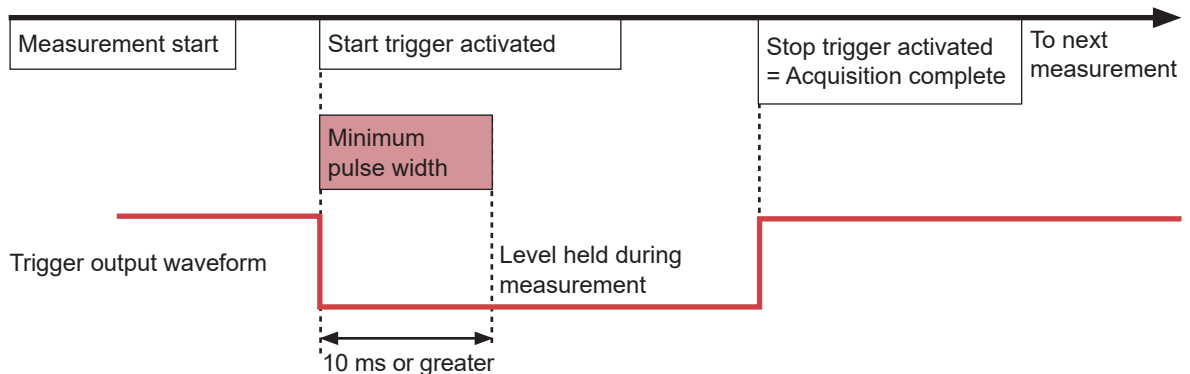 Measurement start
Start trigger activated
Stop trigger activated
= Acquisition complete
To next
measurement
Minimum
pulse width
Trigger output waveform
Level held during
measurement
10 ms or greater